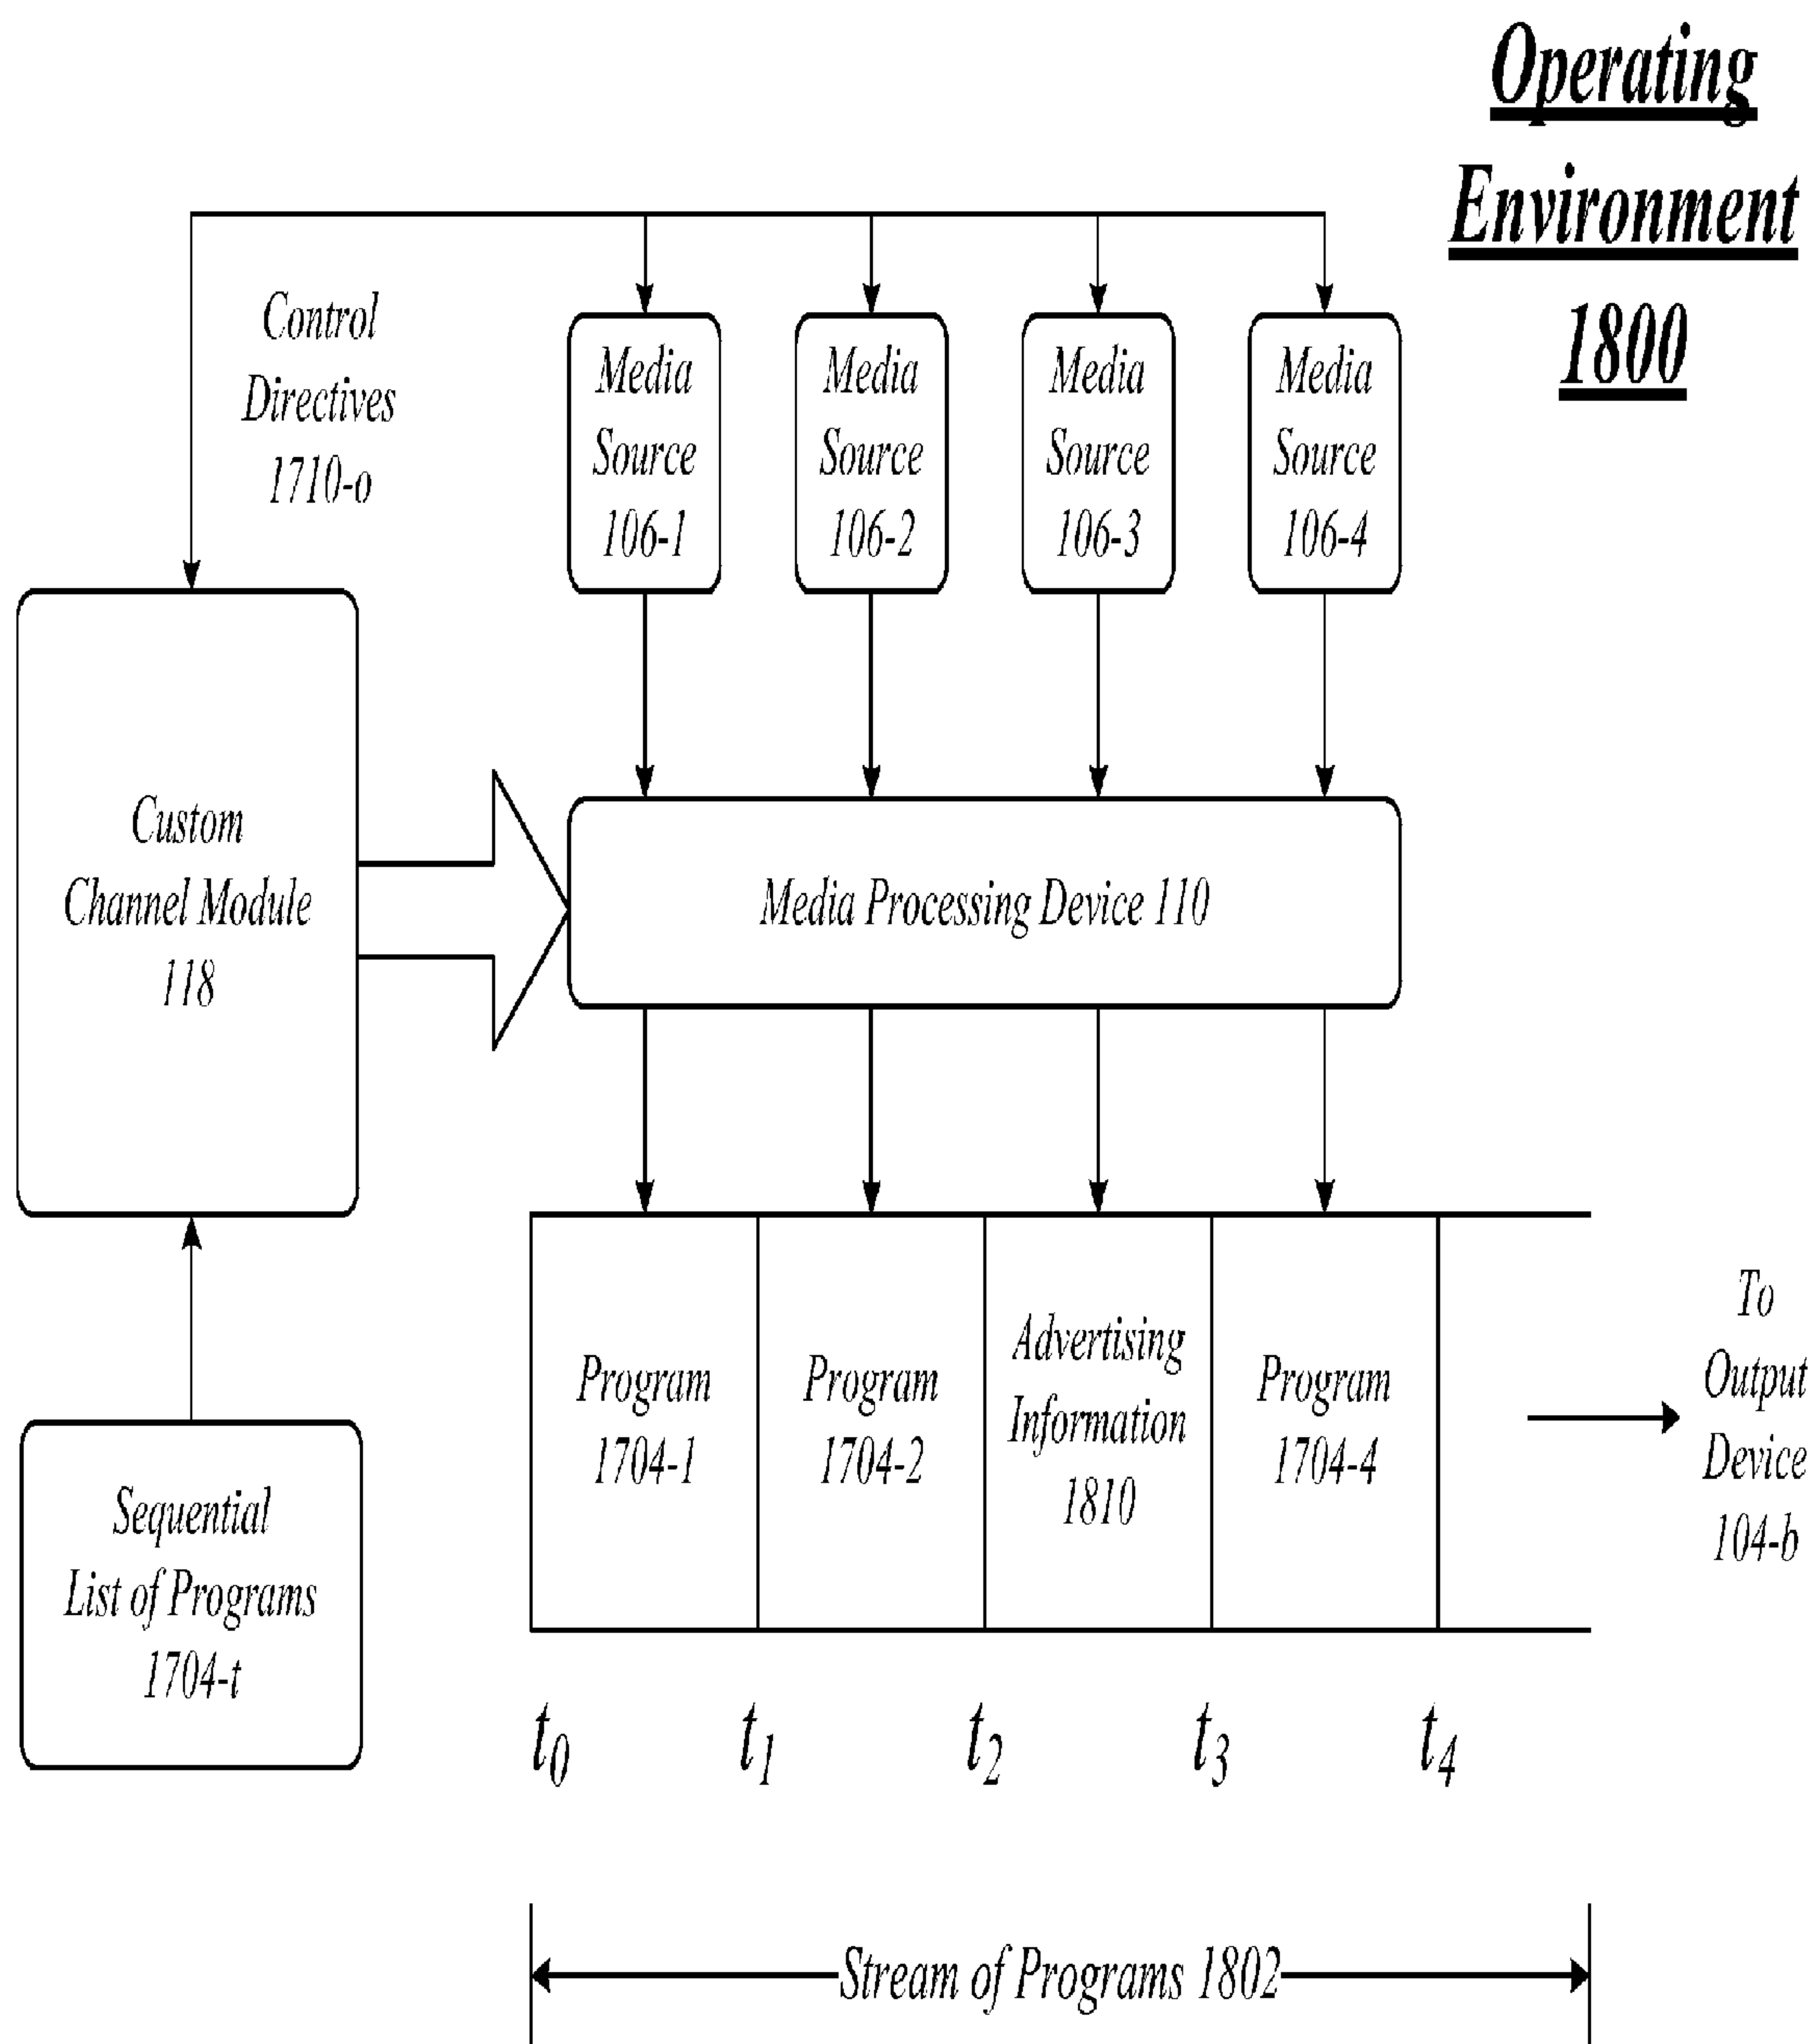 Operating
Environment
1800
Control
Directives
1710-o
Media
Source
106-1
Media
Source
106-2
Media
Source
106-3
Media
Source
106-4
Custom
Channel Module
118
Media Processing Device 110
Sequential
List of Programs
1704-t
Program
1704-1
Program
1704-2
Advertising
Information
1810
Program
1704-4
To
Output
Device
104-b
t0 t1 t2 t3 t4
Stream of Programs 1802